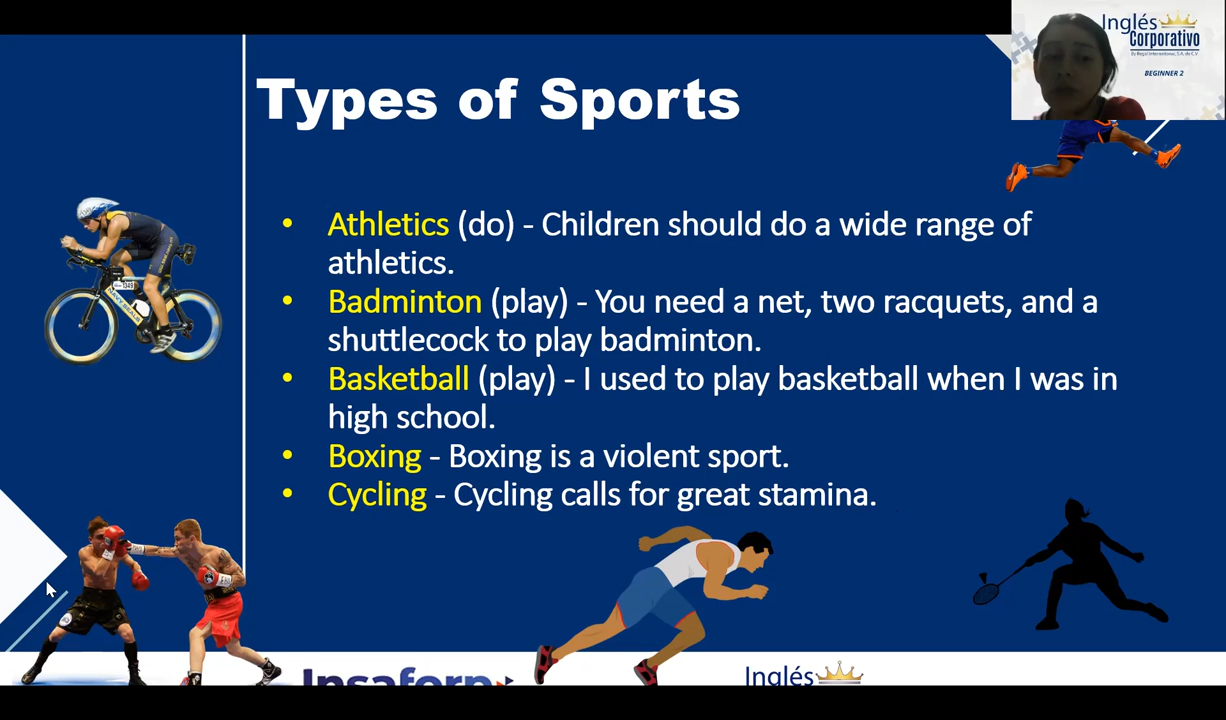 Inglés
Corporativo
By Regal International, S.A. de C.V.
BEGINNER 2
Types of Sports
• Athletics (do) - Children should do a wide range of
athletics.
• Badminton (play) - You need a net, two racquets, and a
shuttlecock to play badminton.
• Basketball (play) - I used to play basketball when I was in
high school.
• Boxing - Boxing is a violent sport.
• Cycling - Cycling calls for great stamina.
Insaforp
Inglés